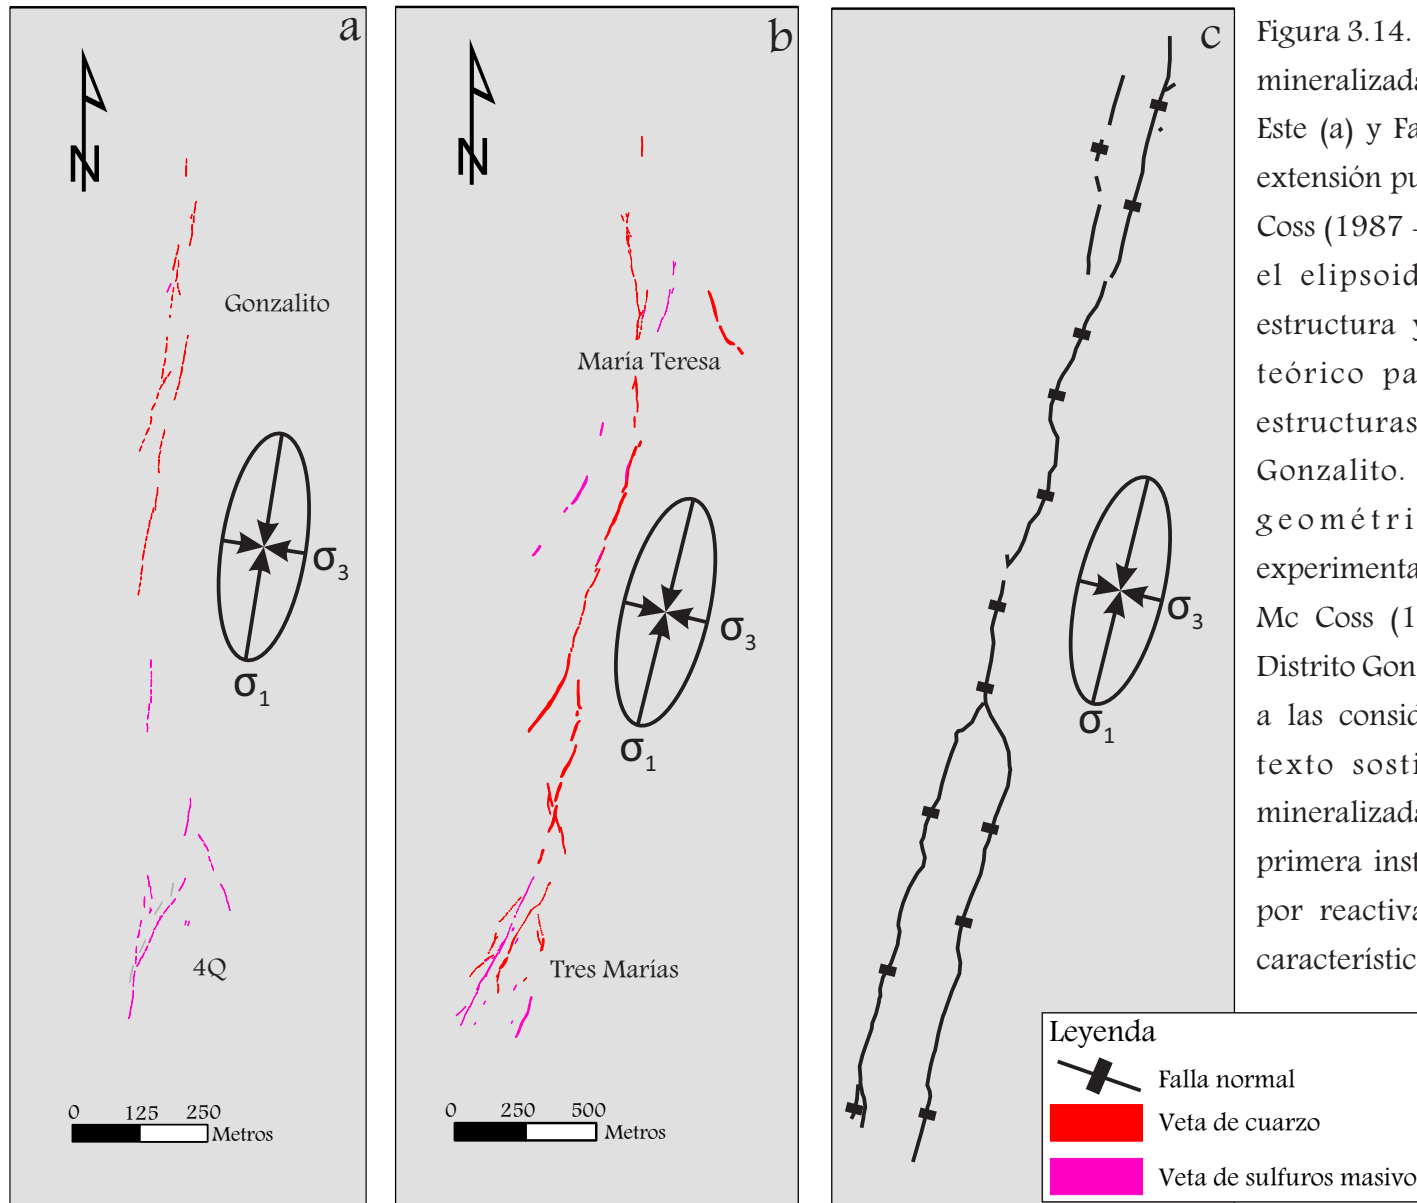 a
N
Gonzalito
σ3
σ1
4Q
0 125 250
Metros
b
N
María Teresa
σ3
σ1
Tres Marías
0 250 500
Metros
c
σ3
σ1
Figura 3.14.
mineralizada
Este (a) y Fa
extensión pu
Coss (1987 -
el elipsoid
estructura y
teórico pa
estructuras
Gonzalito.
geométri
experimenta
Mc Coss (1
Distrito Gon
a las consid
texto sosti
mineralizada
primera inst
por reactiva
característic
Leyenda
Falla normal
Veta de cuarzo
Veta de sulfuros masivo